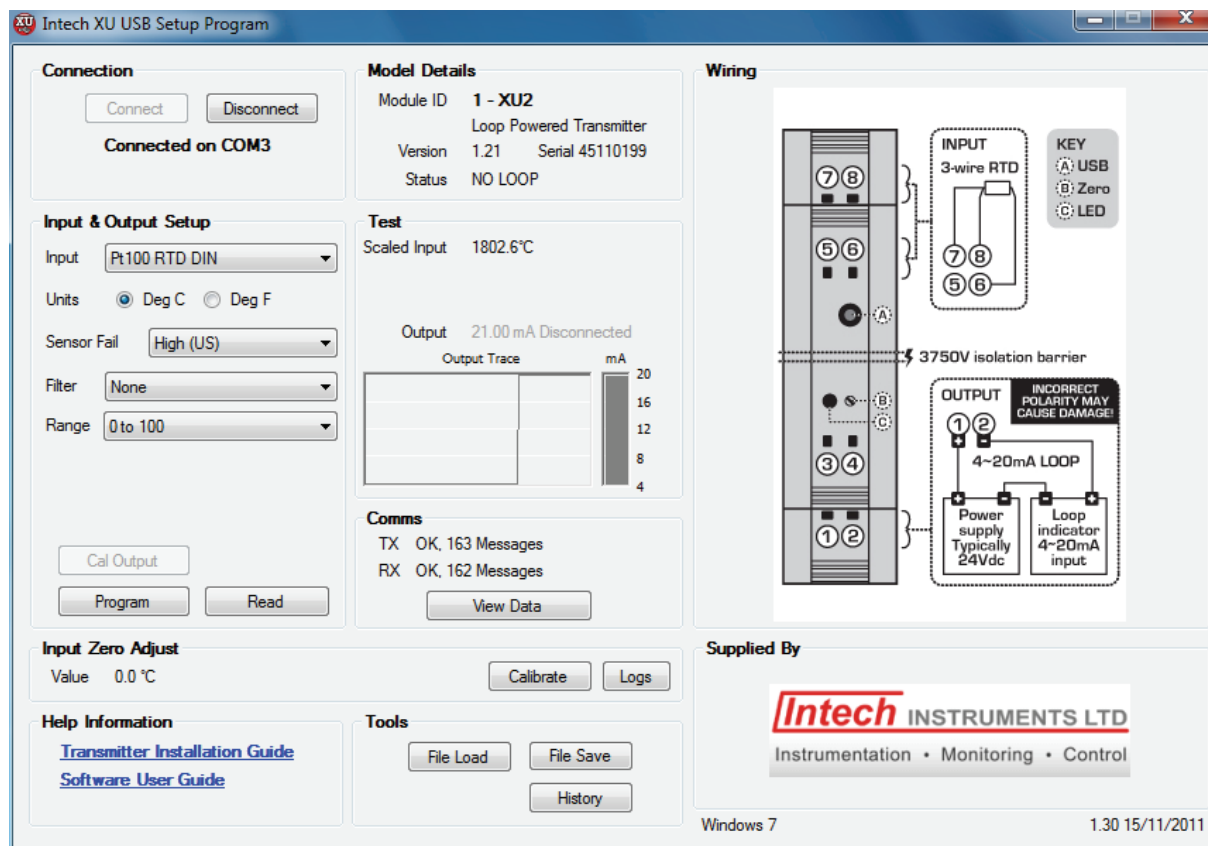 Intech XU USB Setup Program
Connection
Connect Disconnect
Connected on COM3
Model Details
Module ID 1 - XU2
Loop Powered Transmitter
Version 1.21 Serial 45110199
Status NO LOOP
Input & Output Setup
Input Pt100 RTD DIN
Units Deg C Deg F
Sensor Fail High (US)
Filter None
Range 0 to 100
Cal Output
Program Read
Test
Scaled Input 1802.6°C
Output 21.00 mA Disconnected
Output Trace mA
20
16
12
8
4
Comms
TX OK, 163 Messages
RX OK, 162 Messages
View Data
Input Zero Adjust
Value 0.0 °C
Calibrate Logs
Help Information
Transmitter Installation Guide
Software User Guide
Tools
File Load File Save
History
Wiring
7 8
5 6
3 4
1 2
INPUT
3-wire RTD
7 8
5 6
KEY
A USB
B Zero
C LED
A
3750V isolation barrier
B
C
OUTPUT
INCORRECT
POLARITY MAY
CAUSE DAMAGE!
1 2
+ -
4~20mA LOOP
+ - - +
Power
supply
Typically
24Vdc
Loop
indicator
4~20mA
input
Supplied By
Intech INSTRUMENTS LTD
Instrumentation • Monitoring • Control
Windows 7 1.30 15/11/2011